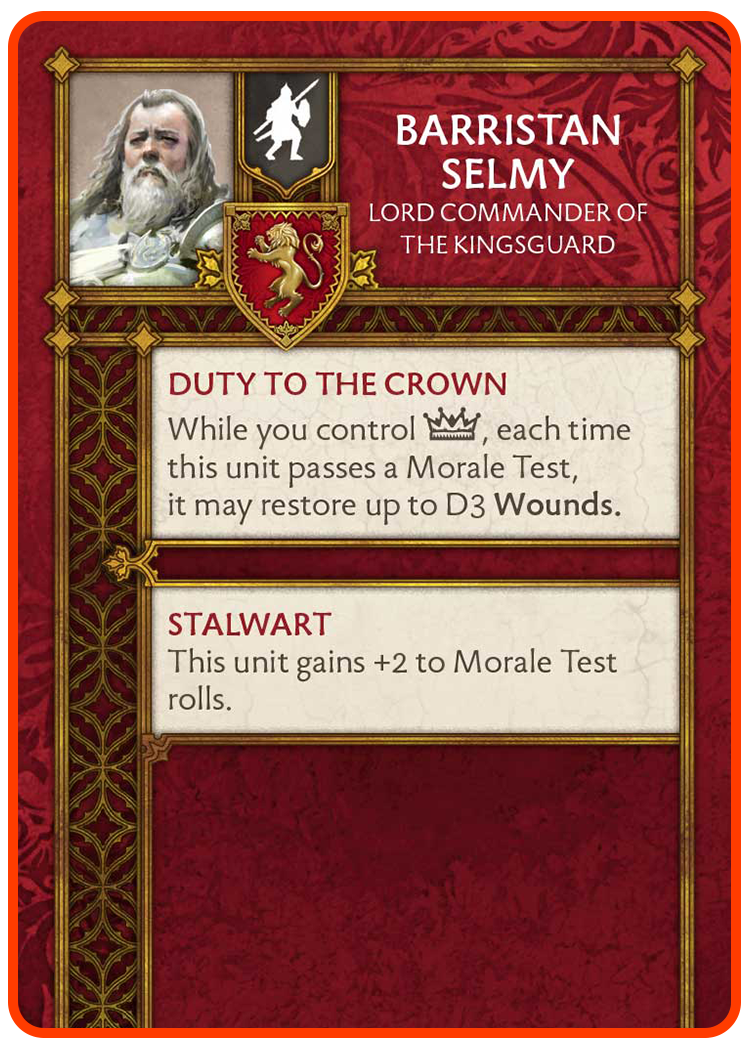 BARRISTAN
SELMY
LORD COMMANDER OF
THE KINGSGUARD
DUTY TO THE CROWN
While you control , each time
this unit passes a Morale Test,
it may restore up to D3 Wounds.
STALWART
This unit gains +2 to Morale Test
rolls.